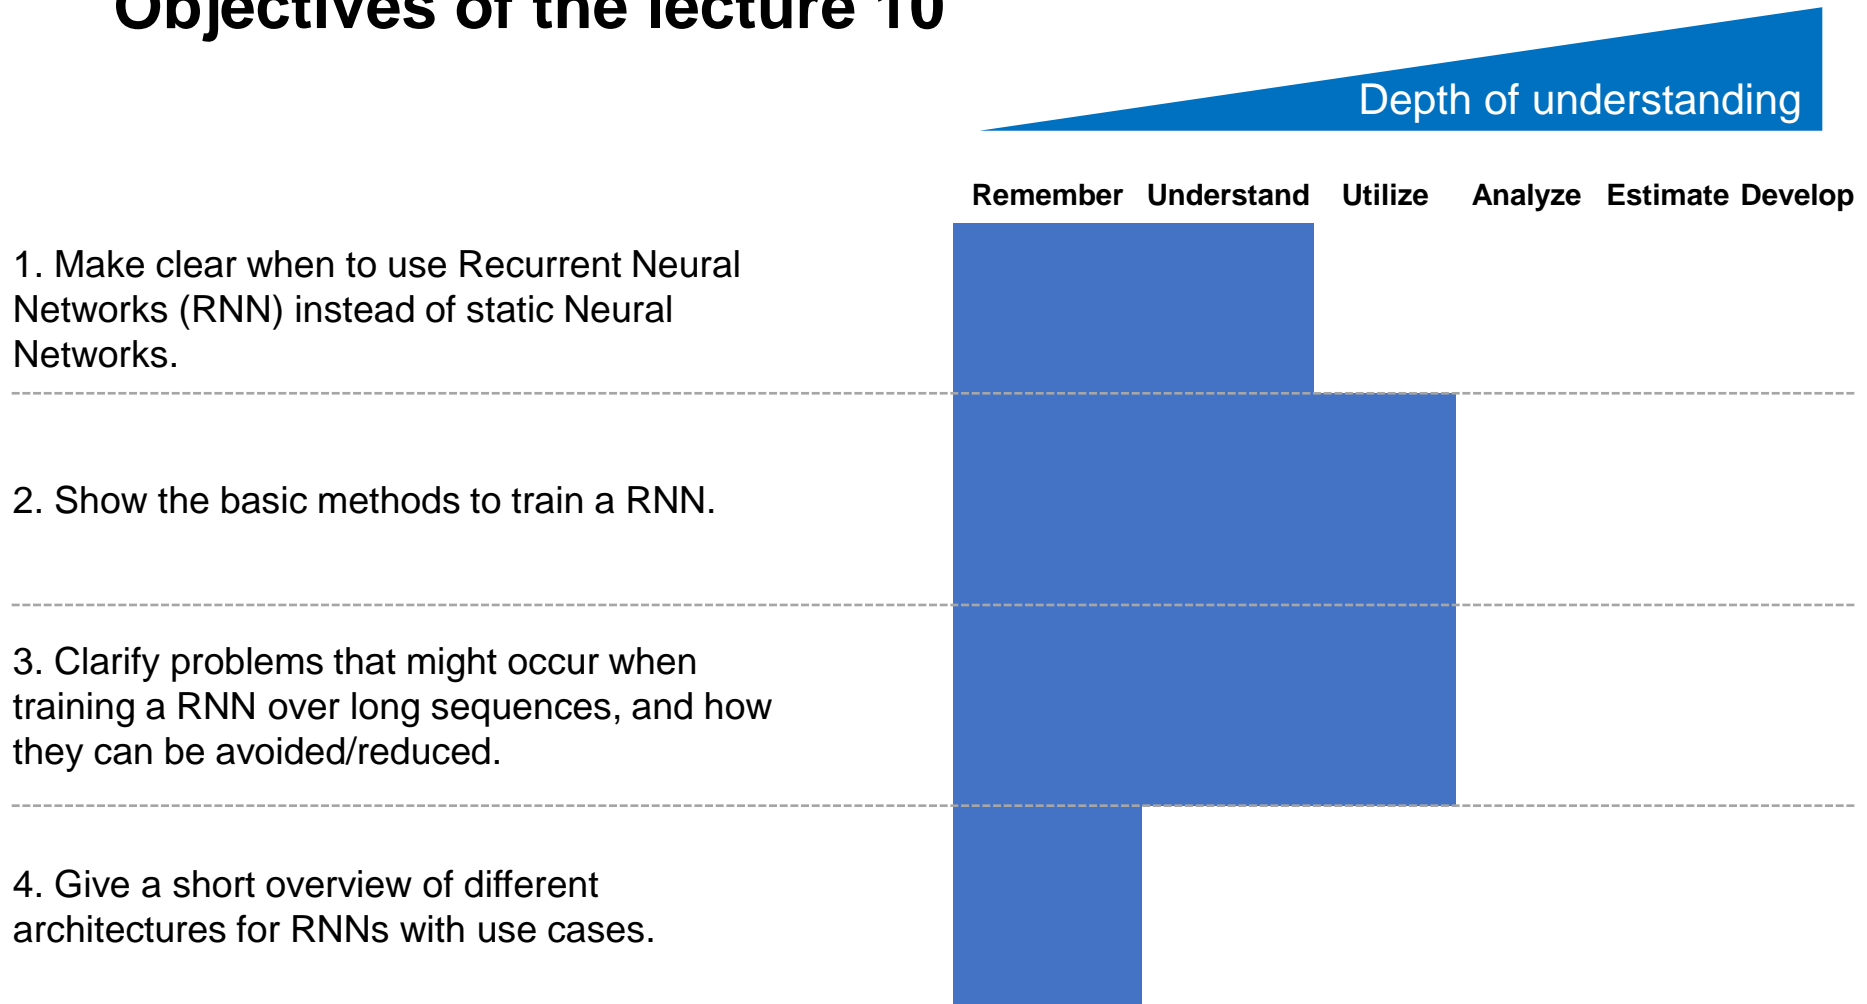 Objectives of the lecture 10
Depth of understanding
Remember Understand Utilize Analyze Estimate Develop
1. Make clear when to use Recurrent Neural
Networks (RNN) instead of static Neural
Networks.
2. Show the basic methods to train a RNN.
3. Clarify problems that might occur when
training a RNN over long sequences, and how
they can be avoided/reduced.
4. Give a short overview of different
architectures for RNNs with use cases.